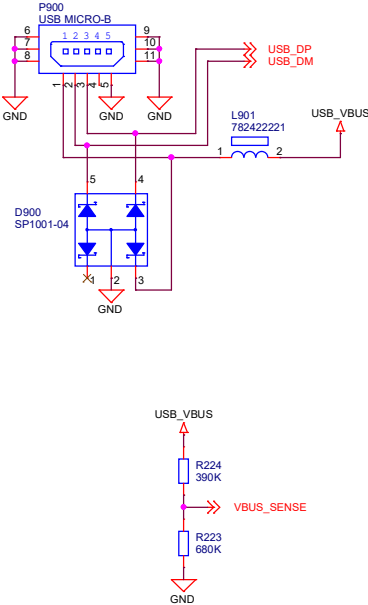 P900
USB MICRO-B
6
7
8
1 2 3 4 5
9
10
11
1
2
3
4
5
USB_DP
USB_DM
GND
GND
GND
L901
782422221
1
2
USB_VBUS
5
4
D900
SP1001-04
1
2
3
GND
USB_VBUS
R224
390K
VBUS_SENSE
R223
680K
GND